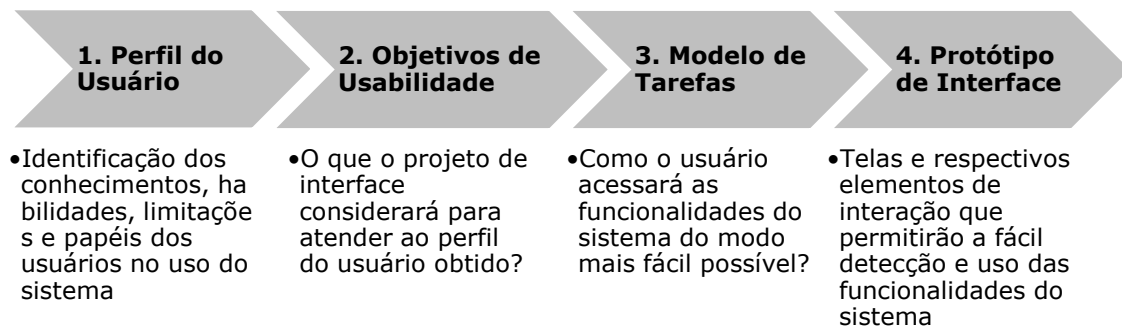 1. Perfil do
Usuário
2. Objetivos de
Usabilidade
3. Modelo de
Tarefas
4. Protótipo
de Interface
•Identificação dos
conhecimentos, ha
bilidades, limitaçõe
s e papéis dos
usuários no uso do
sistema
•O que o projeto de
interface
considerará para
atender ao perfil
do usuário obtido?
•Como o usuário
acessará as
funcionalidades do
sistema do modo
mais fácil possível?
•Telas e respectivos
elementos de
interação que
permitirão a fácil
detecção e uso das
funcionalidades do
sistema